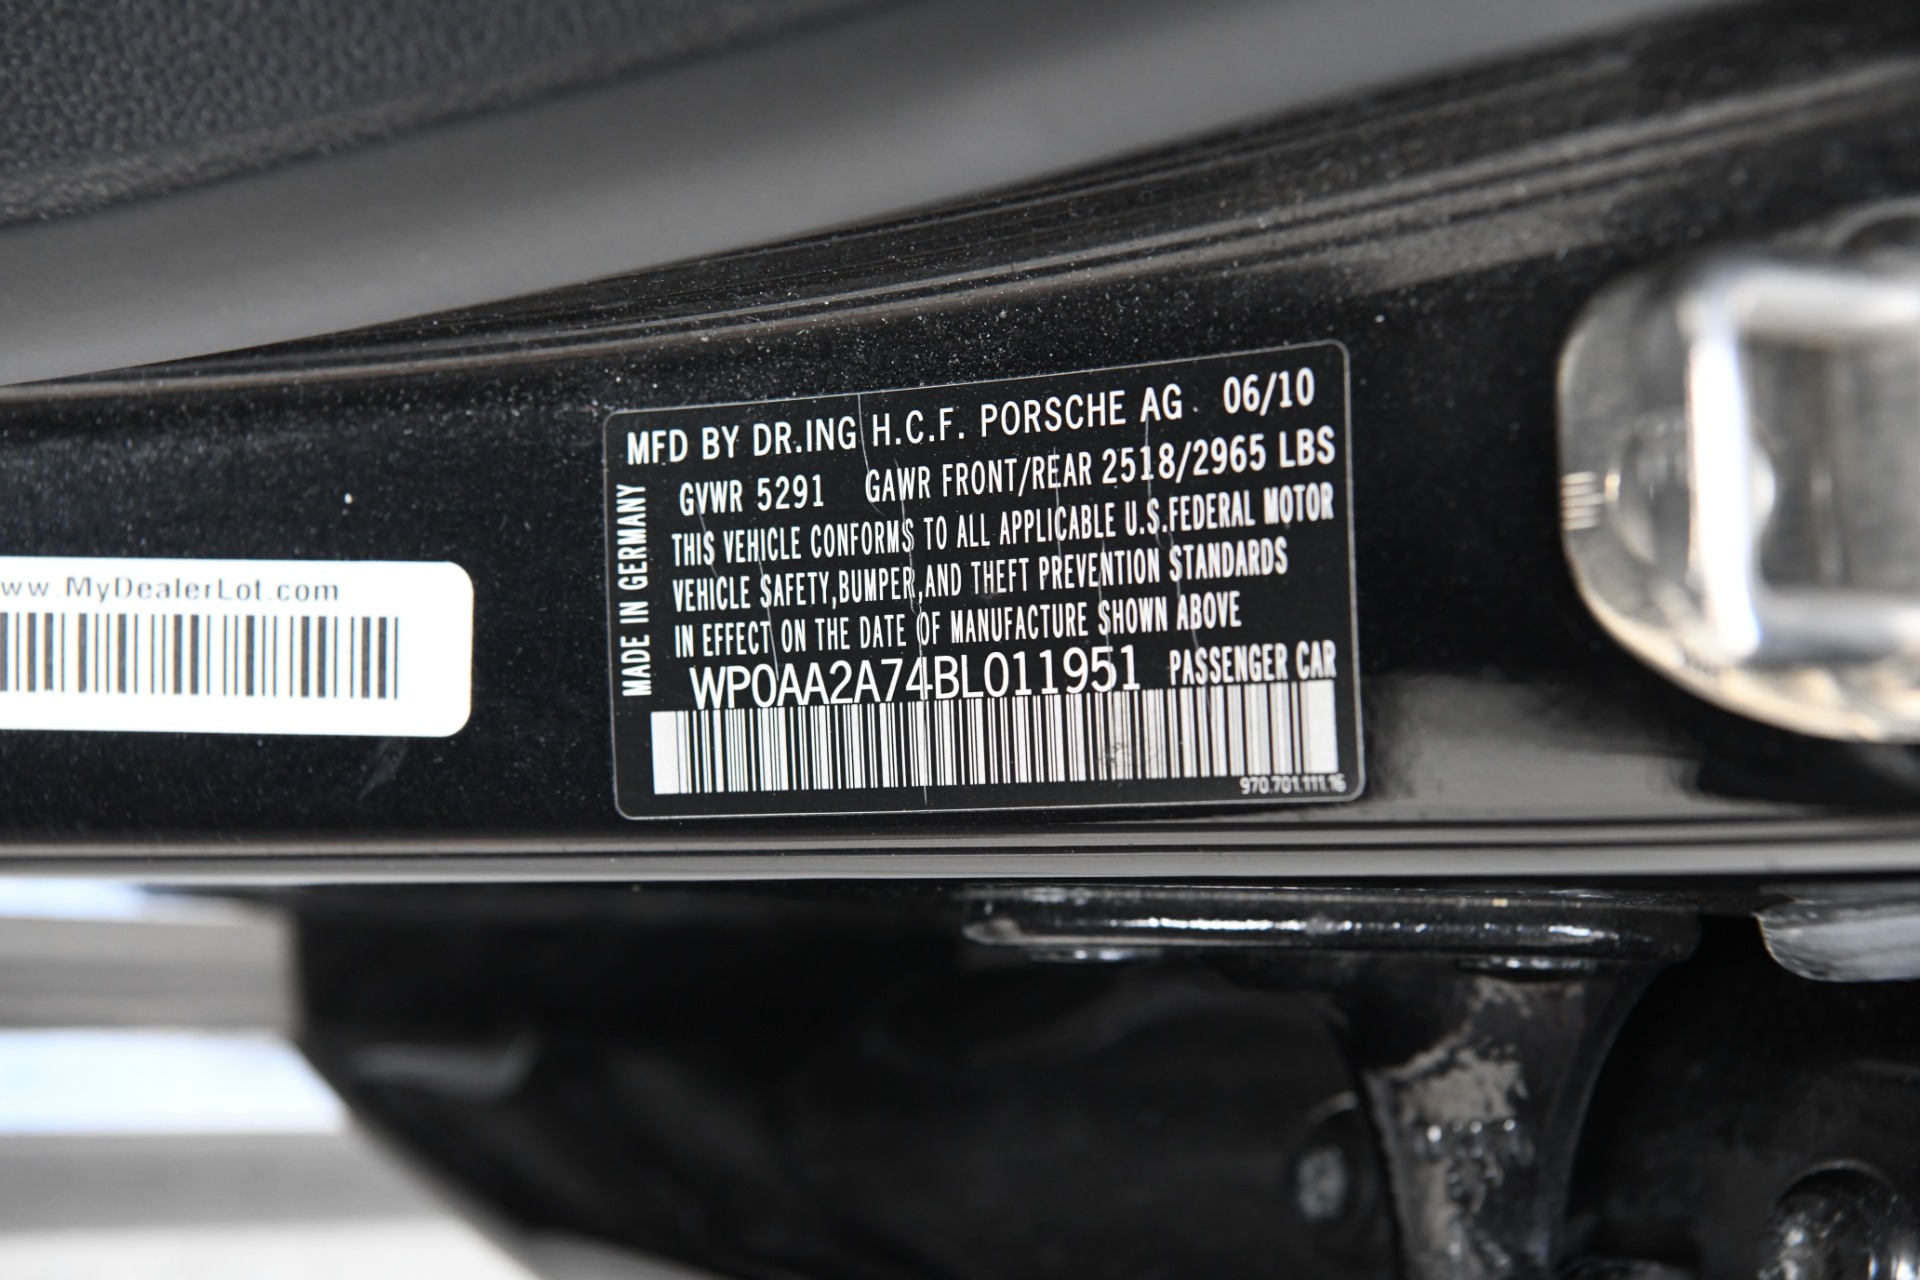 MFD BY DR.ING H.C.F. PORSCHE AG. 06/10
GVWR 5291 GAWR FRONT/REAR 2518/2965 LBS
THIS VEHICLE CONFORMS TO ALL APPLICABLE U.S.FEDERAL MOTOR
VEHICLE SAFETY,BUMPER,AND THEFT PREVENTION STANDARDS
IN EFFECT ON THE DATE OF MANUFACTURE SHOWN ABOVE
WP0AA2A74BL011951 PASSENGER CAR
970.701.111.16
MADE IN GERMANY
ww.MyDealerLot.com